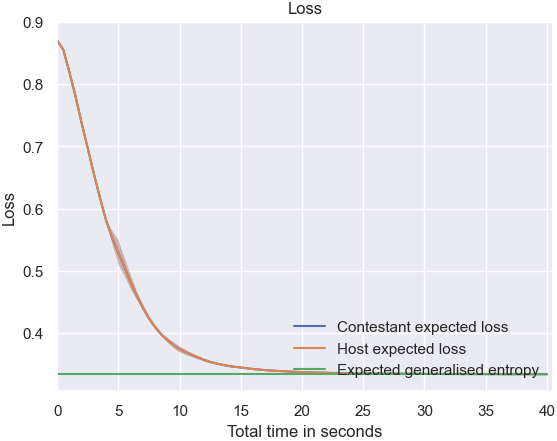 Loss
0.9
0.8
0.7
0.6
0.5
0.4
Loss
Contestant expected loss
Host expected loss
Expected generalised entropy
0 5 10 15 20 25 30 35 40
Total time in seconds